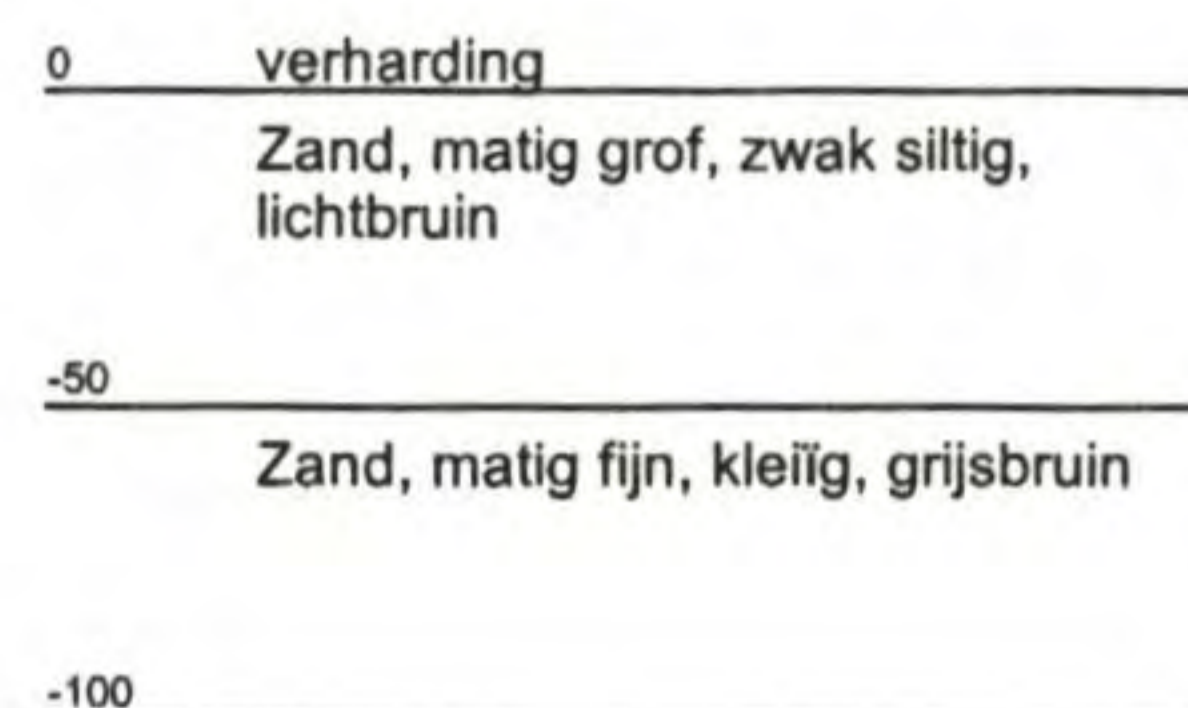 0 verharding
Zand, matig grof, zwak siltig,
lichtbruin
-50
Zand, matig fijn, kleiïg, grijsbruin
-100